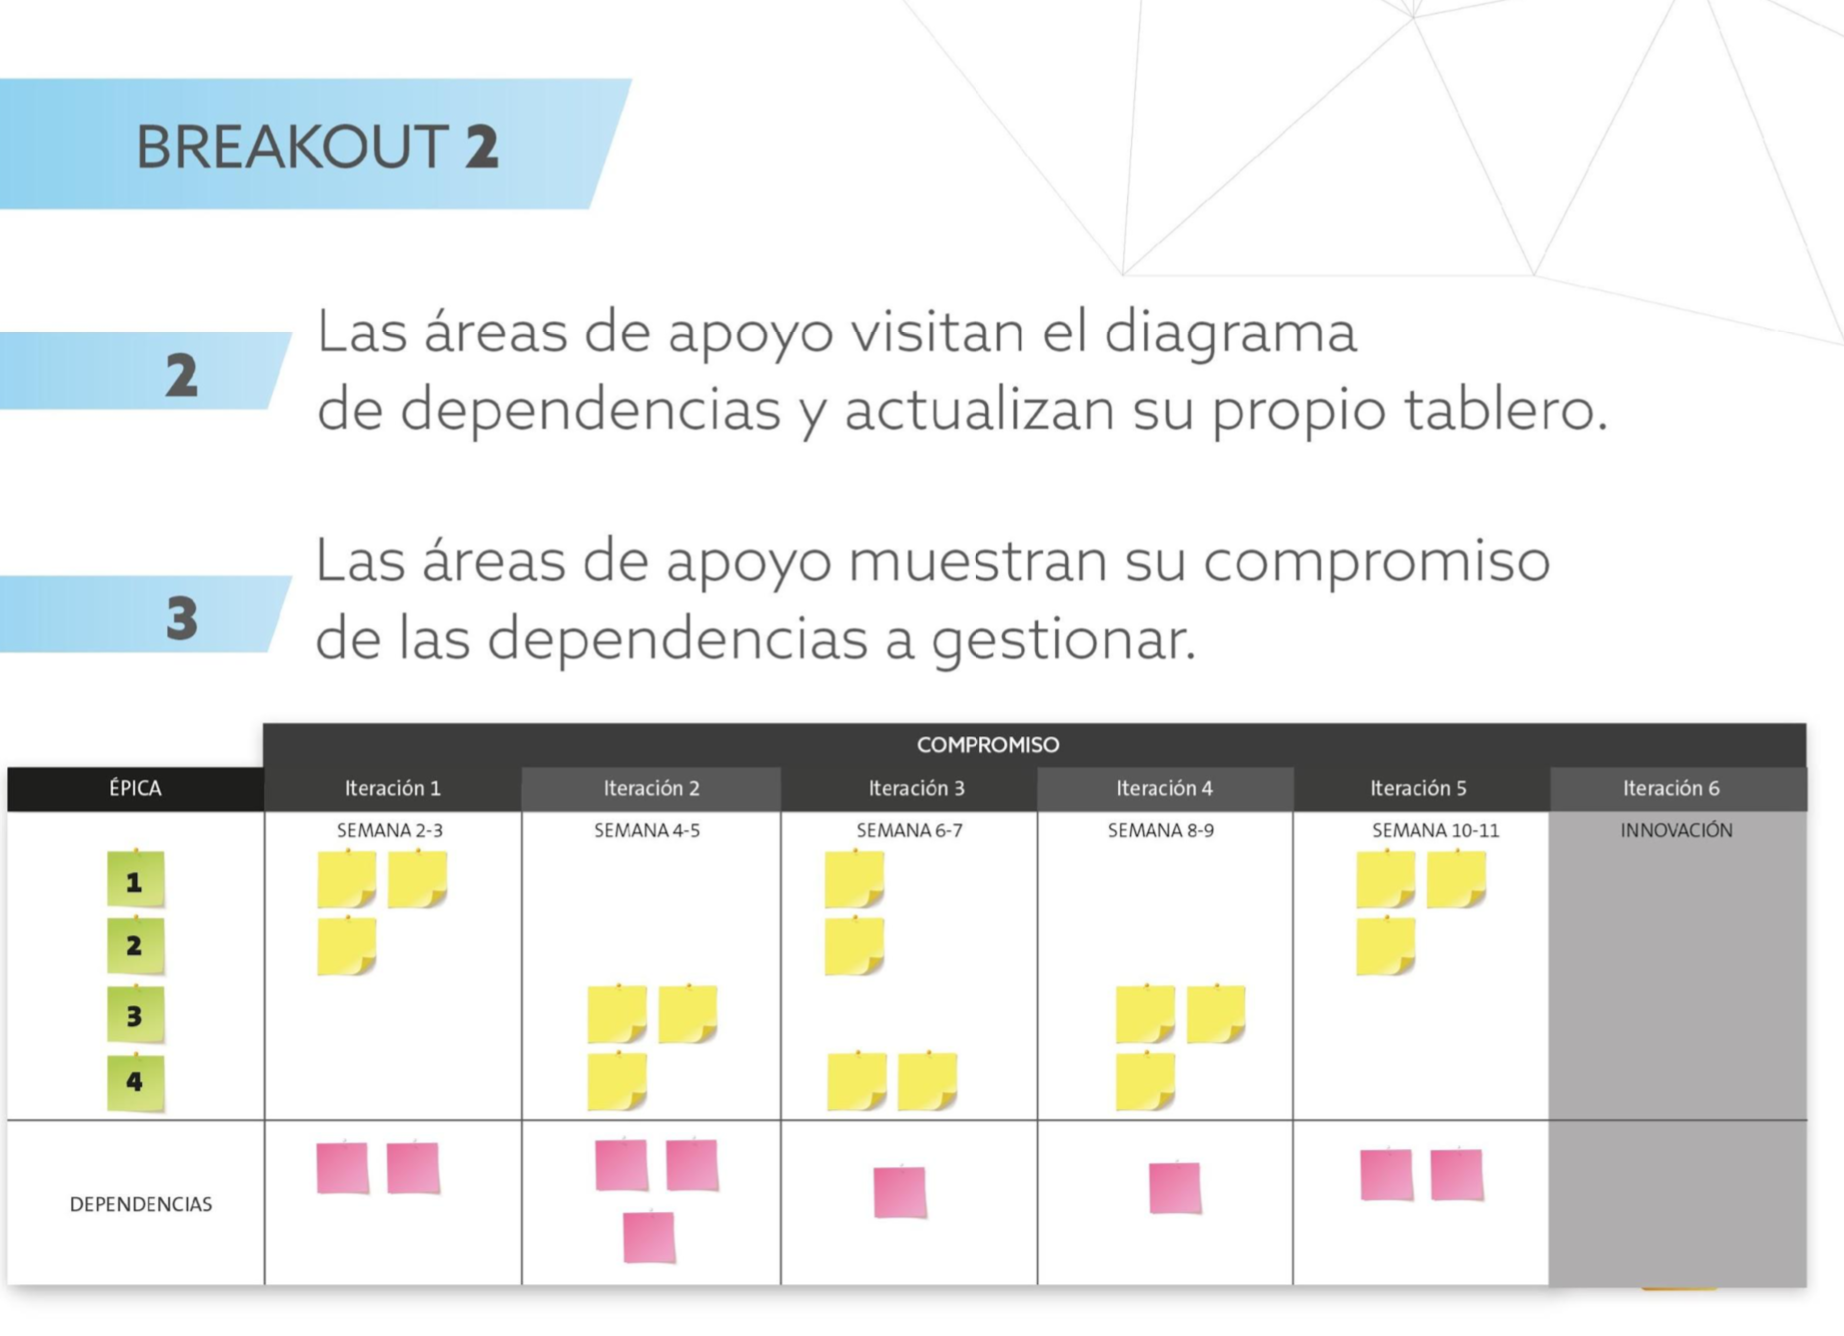 BREAKOUT 2
2
Las áreas de apoyo visitan el diagrama
de dependencias y actualizan su propio tablero.
3
Las áreas de apoyo muestran su compromiso
de las dependencias a gestionar.
COMPROMISO
ÉPICA Iteración 1 Iteración 2 Iteración 3 Iteración 4 Iteración 5 Iteración 6
SEMANA 2-3 SEMANA 4-5 SEMANA 6-7 SEMANA 8-9 SEMANA 10-11 INNOVACIÓN
1
2
3
4
DEPENDENCIAS